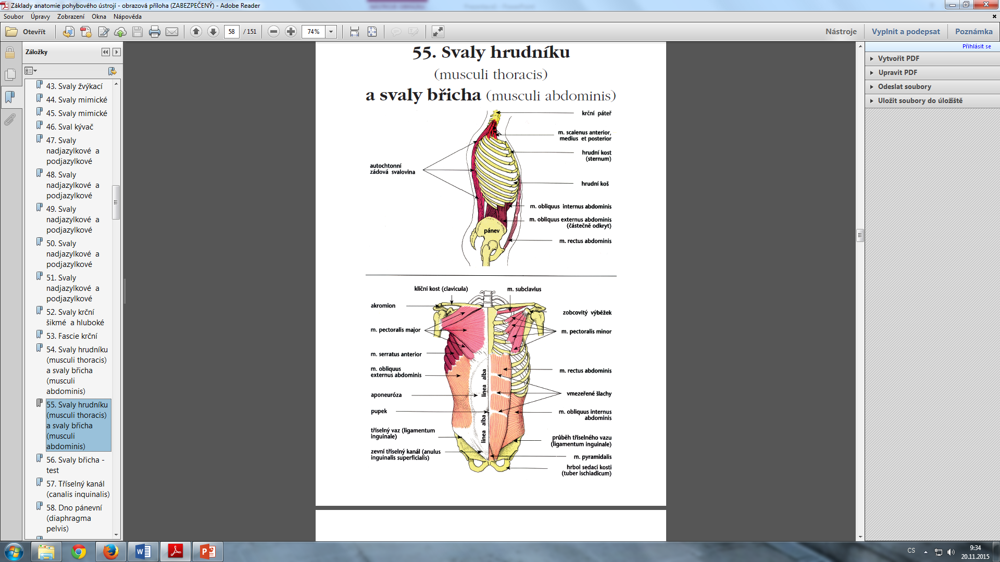 Základy anatomie pohybového ústrojí - obrazová příloha (ZABEZPEČENÝ) - Adobe Reader
Soubor Úpravy Zobrazení Okna Nápověda
Otevřít
58 / 151
74%
Nástroje
Vyplnit a podepsat
Poznámka
Přihlásit se
Vytvořit PDF
Upravit PDF
Odeslat soubory
Uložit soubory do úložiště
Záložky
43. Svaly žvýkací
44. Svaly mimické
45. Svaly mimické
46. Sval kývač
47. Svaly
nadjazylkové a
podjazylkové
48. Svaly
nadjazylkové a
podjazylkové
49. Svaly
nadjazylkové a
podjazylkové
50. Svaly
nadjazylkové a
podjazylkové
51. Svaly
nadjazylkové a
podjazylkové
52. Svaly krční
šikmé a hluboké
53. Fascie krční
54. Svaly hrudníku
(musculi thoracis)
a svaly břicha
(musculi
abdominis)
55. Svaly hrudníku
(musculi thoracis)
a svaly břicha
(musculi
abdominis)
56. Svaly břicha -
test
57. Tříselný kanál
(canalis inquinalis)
58. Dno pánevní
(diaphragma
pelvis)
55. Svaly hrudníku
(musculi thoracis)
a svaly břicha (musculi abdominis)
krční páteř
m. scalenus anterior,
medius et posterior
hrudní kost
(sternum)
autochtonní
zádová svalovina
hrudní koš
m. obliquus internus abdominis
m. obliquus externus abdominis
(částečně odkryt)
pánev
m. rectus abdominis
klíční kost (clavicula)
m. subclavius
akromion
zobcovitý výběžek
m. pectoralis major
m. pectoralis minor
m. serratus anterior
m. obliquus
externus abdominis
m. rectus abdominis
linea alba
aponeuróza
vmezeřené šlachy
pupek
m. obliquus internus
abdominis
linea alba
tříselný vaz (ligamentum
inguinale)
průběh tříselného vazu
(ligamentum inguinale)
zevní tříselný kanál (anulus
inguinalis superficialis)
m. pyramidalis
hrbol sedací kosti
(tuber ischiadicum)
CS
9:34
20.11.2015